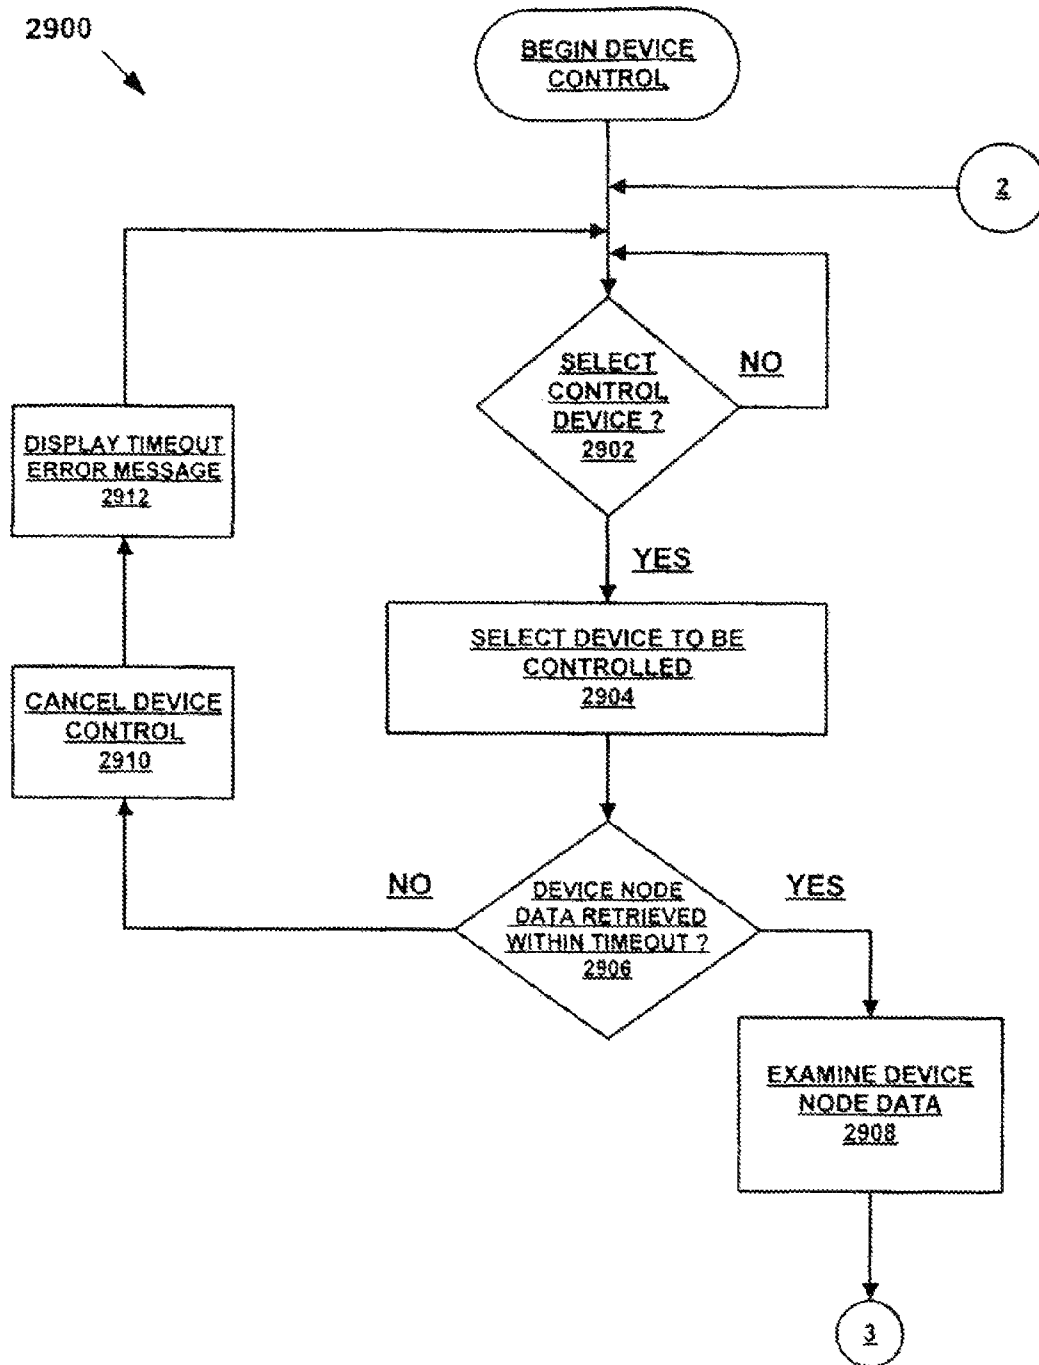 2900
BEGIN DEVICE
CONTROL
2
SELECT
CONTROL
DEVICE ?
2902
NO
DISPLAY TIMEOUT
ERROR MESSAGE
2912
YES
SELECT DEVICE TO BE
CONTROLLED
2904
CANCEL DEVICE
CONTROL
2910
NO
DEVICE NODE
DATA RETRIEVED
WITHIN TIMEOUT ?
2906
YES
EXAMINE DEVICE
NODE DATA
2908
3